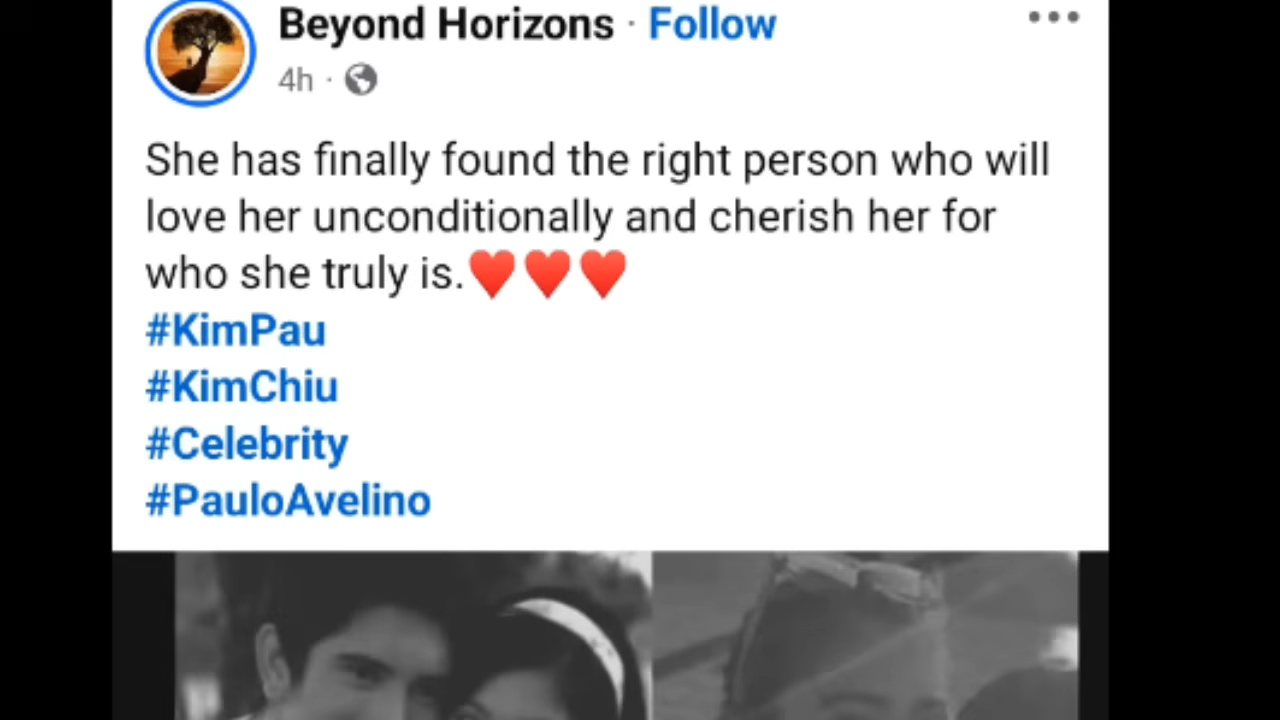 Beyond Horizons · Follow
4h ·
She has finally found the right person who will
love her unconditionally and cherish her for
who she truly is.♥️♥️♥️
#KimPau
#KimChiu
#Celebrity
#PauloAvelino